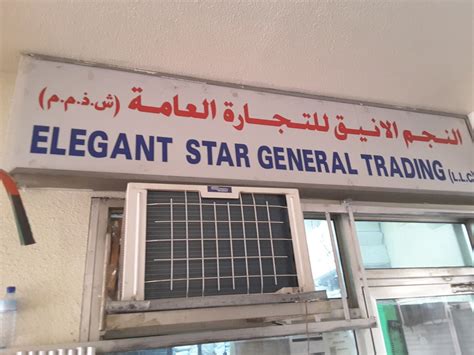 النجم الانيق للتجارة العامة (ش.ذ.م.م)
ELEGANT STAR GENERAL TRADING (L.L.C)